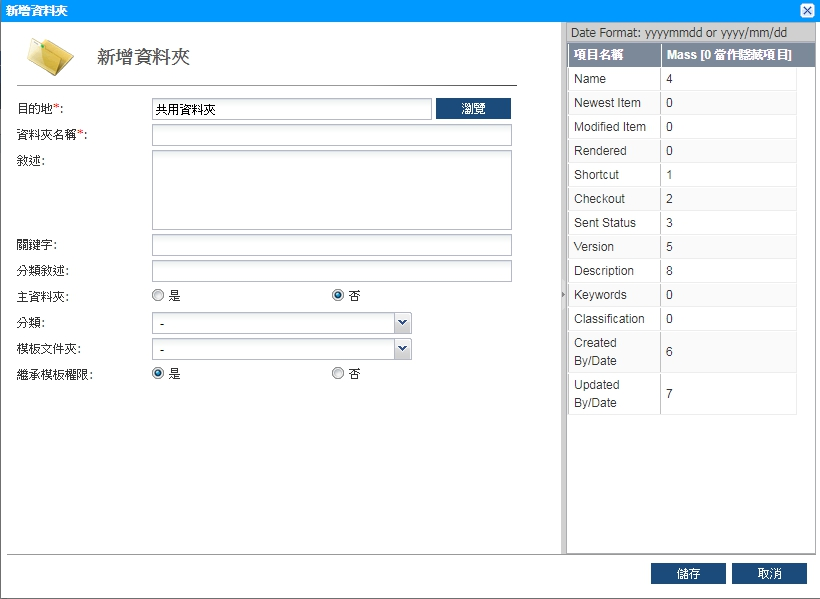 新增資料夾
新增資料夾
目的地*:
共用資料夾
瀏覽
資料夾名稱*:
敘述:
關鍵字:
分類敘述:
主資料夾:
是
否
分類:
-
模板文件夾:
-
繼承模板權限:
是
否
Date Format: yyyymmdd or yyyy/mm/dd
項目名稱 Mass [0 當作隱藏項目]
Name 4
Newest Item 0
Modified Item 0
Rendered 0
Shortcut 1
Checkout 2
Sent Status 3
Version 5
Description 8
Keywords 0
Classification 0
Created
By/Date 6
Updated
By/Date 7
儲存
取消